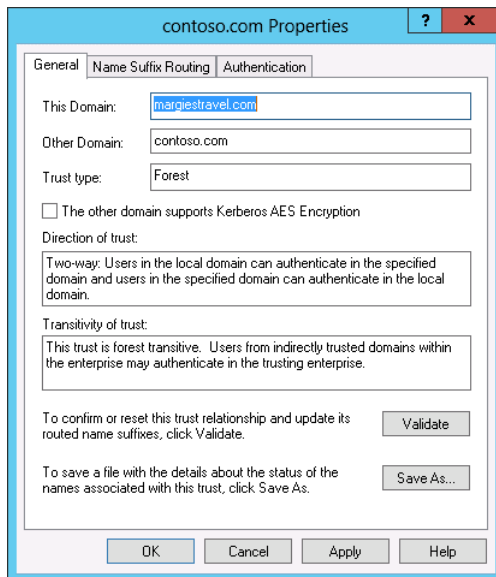 contoso.com Properties
? x
General Name Suffix Routing Authentication
This Domain: margiestravel.com
Other Domain: contoso.com
Trust type: Forest
The other domain supports Kerberos AES Encryption
Direction of trust:
Two-way: Users in the local domain can authenticate in the specified
domain and users in the specified domain can authenticate in the local
domain.
Transitivity of trust:
This trust is forest transitive. Users from indirectly trusted domains within
the enterprise may authenticate in the trusting enterprise.
To confirm or reset this trust relationship and update its
routed name suffixes, click Validate.
Validate
To save a file with the details about the status of the
names associated with this trust, click Save As.
Save As...
OK Cancel Apply Help